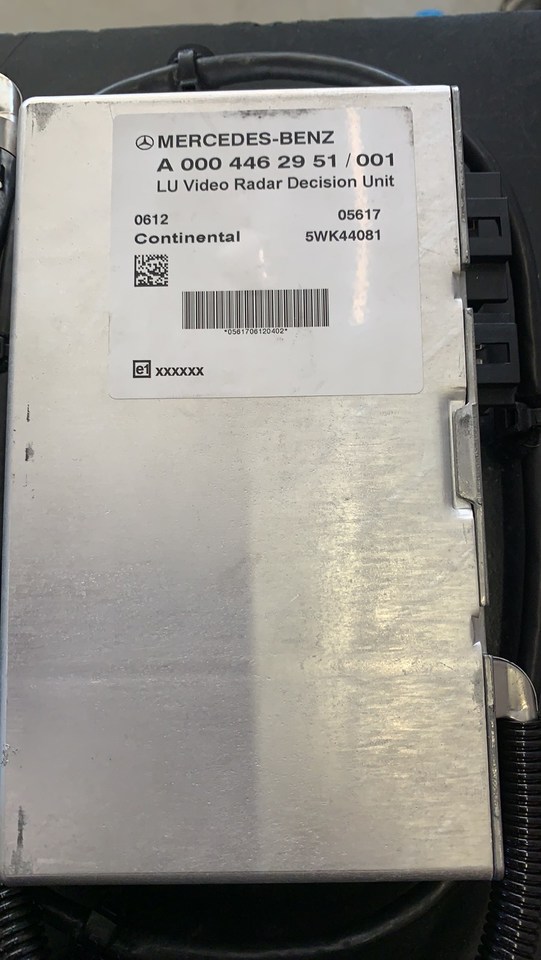 MERCEDES-BENZ
A 000 446 29 51 / 001
LU Video Radar Decision Unit
0612 05617
Continental 5WK44081
*0561706120402*
e1 xxxxxx